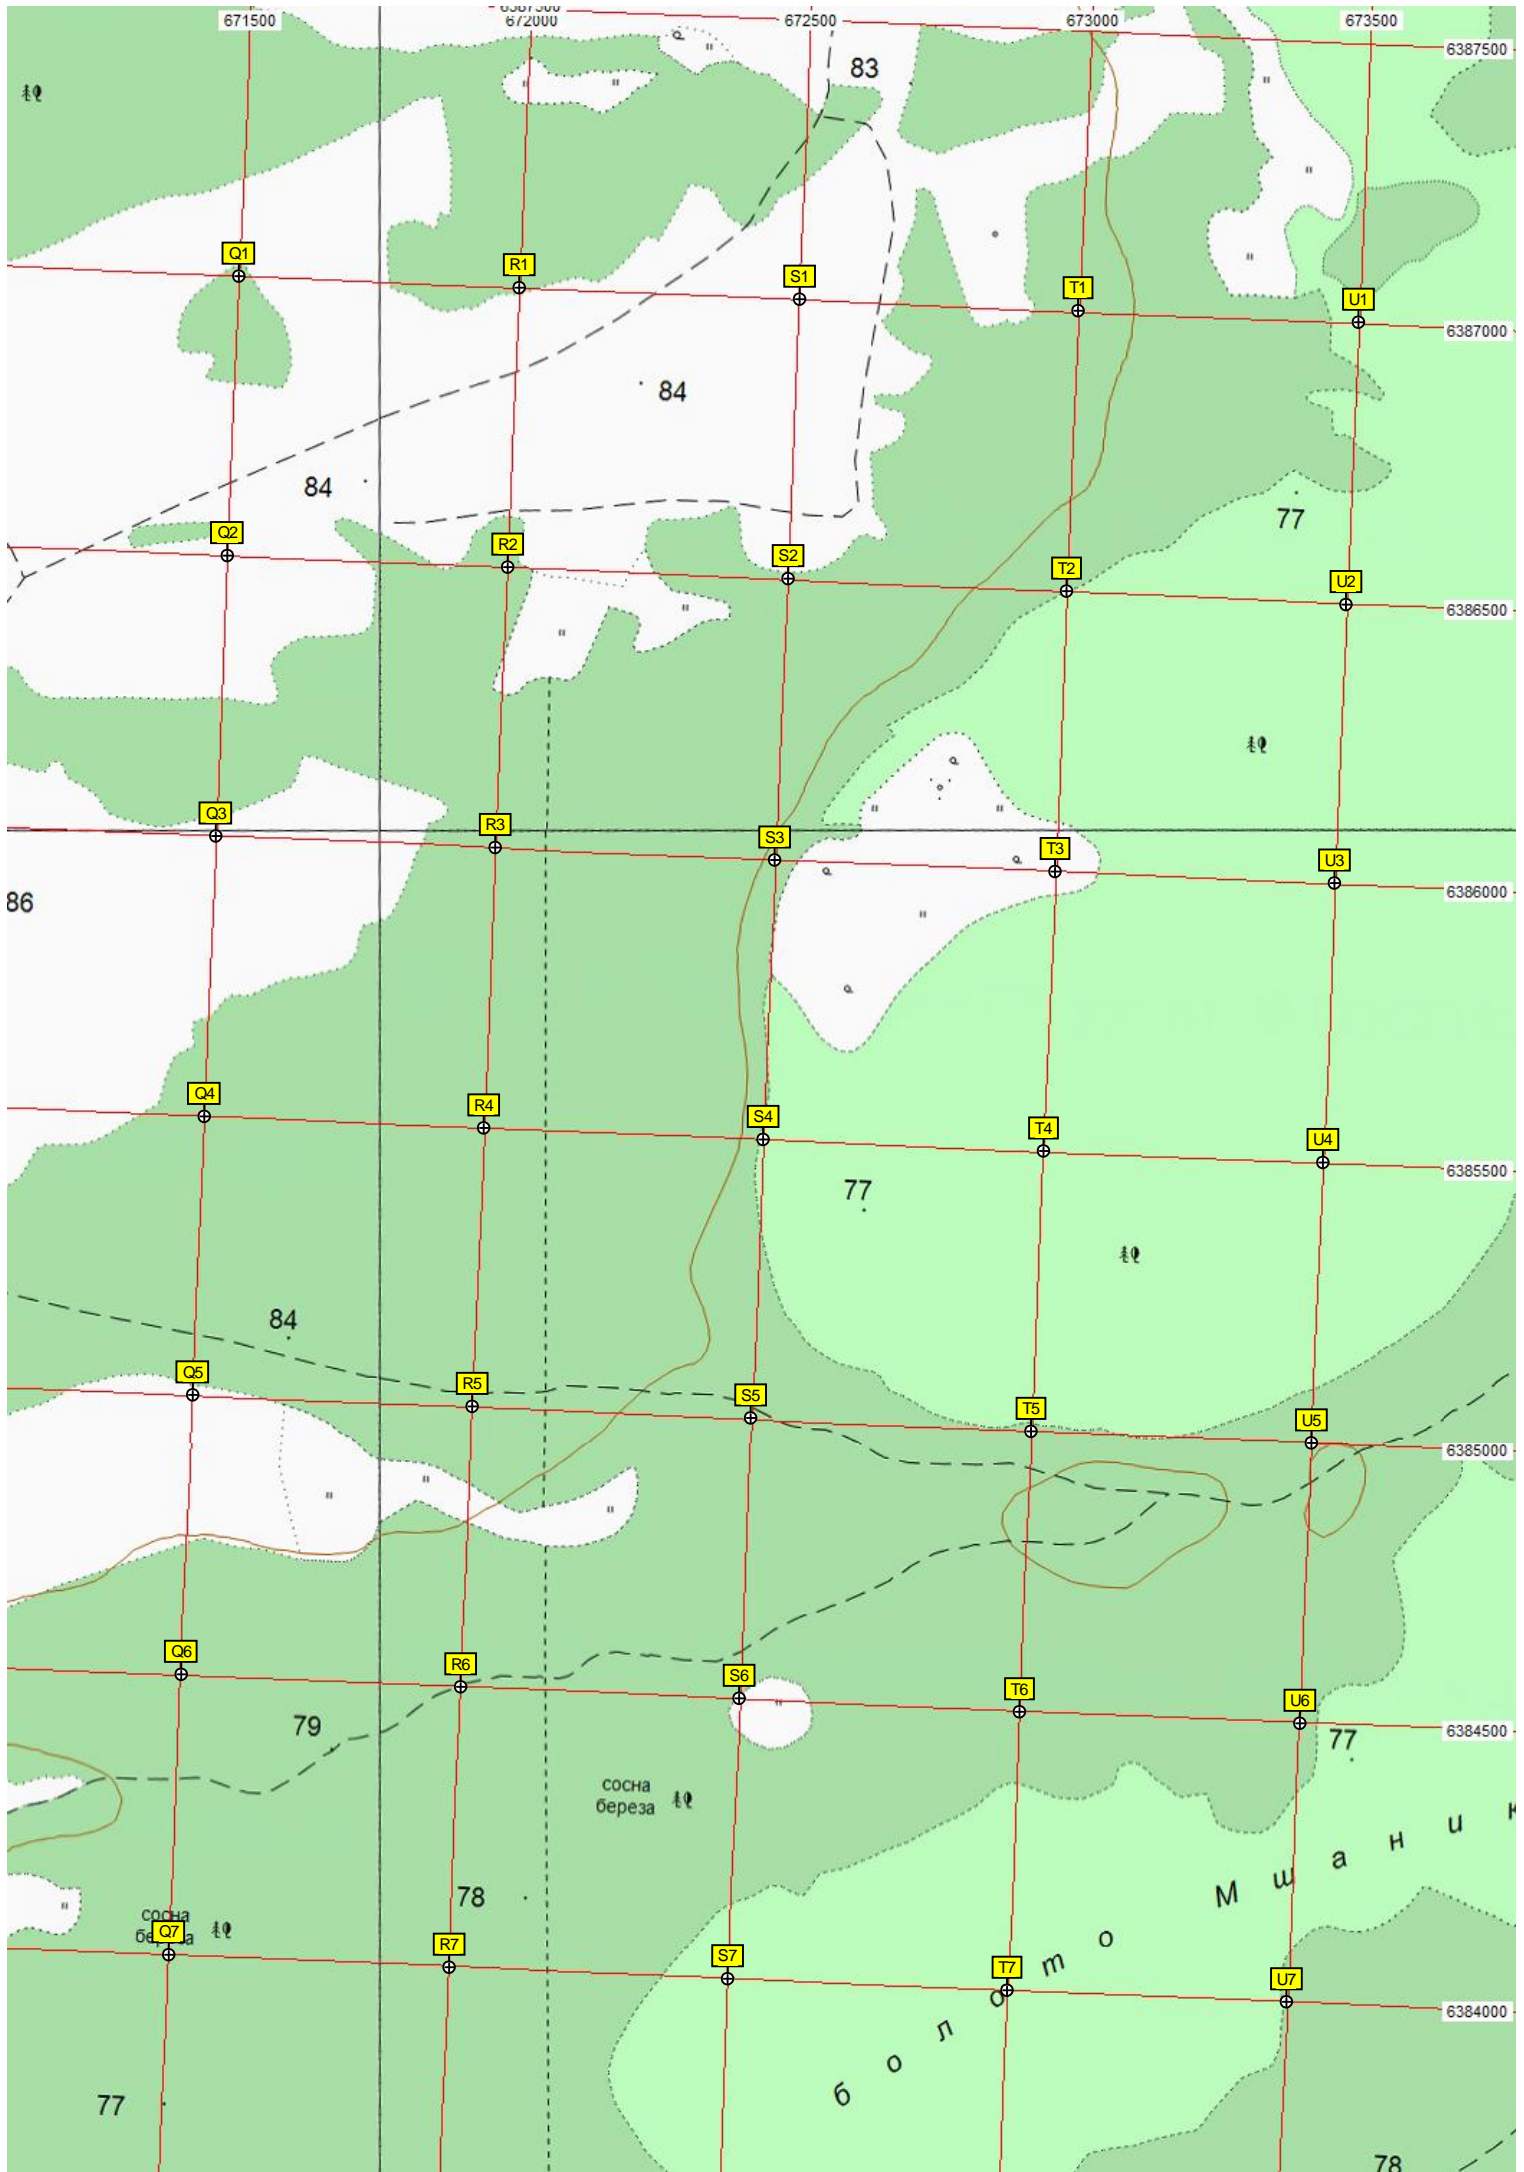 6387500
671500 672000 672500 673000 673500
6387500
83
Q1 R1 S1 T1 U1
6387000
84
84
77
Q2 R2 S2 T2 U2
6386500
Q3 R3 S3 T3 U3
6386000
86
Q4 R4 S4 T4 U4
6385500
77
84
Q5 R5 S5 T5 U5
6385000
Q6 R6 S6 T6 U6
6384500
79
77
сосна
береза
болото Мшаник
78
сосна
береза
Q7 R7 S7 T7 U7
6384000
77
78